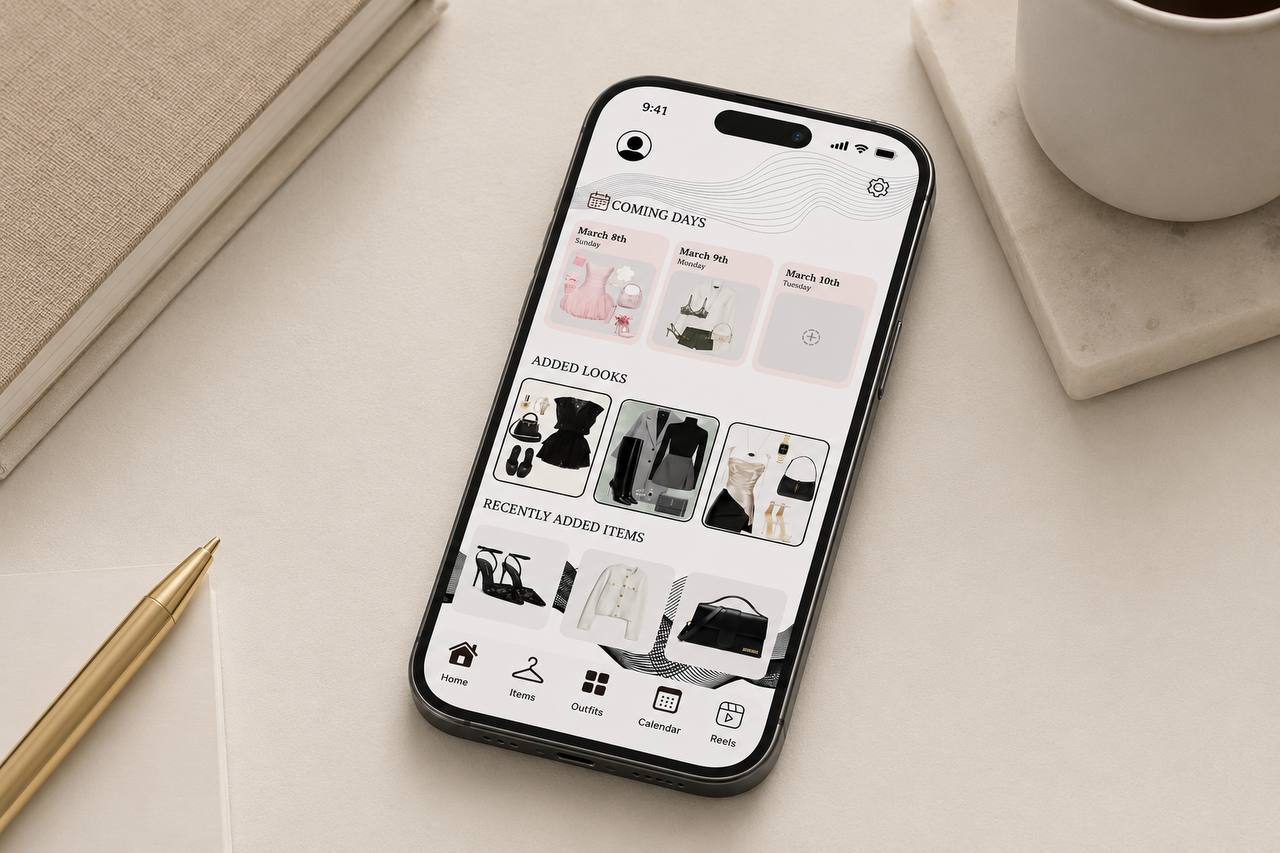 9:41
COMING DAYS
March 8th
Sunday
March 9th
Monday
March 10th
Tuesday
ADDED LOOKS
RECENTLY ADDED ITEMS
Home
Items
Outfits
Calendar
Reels